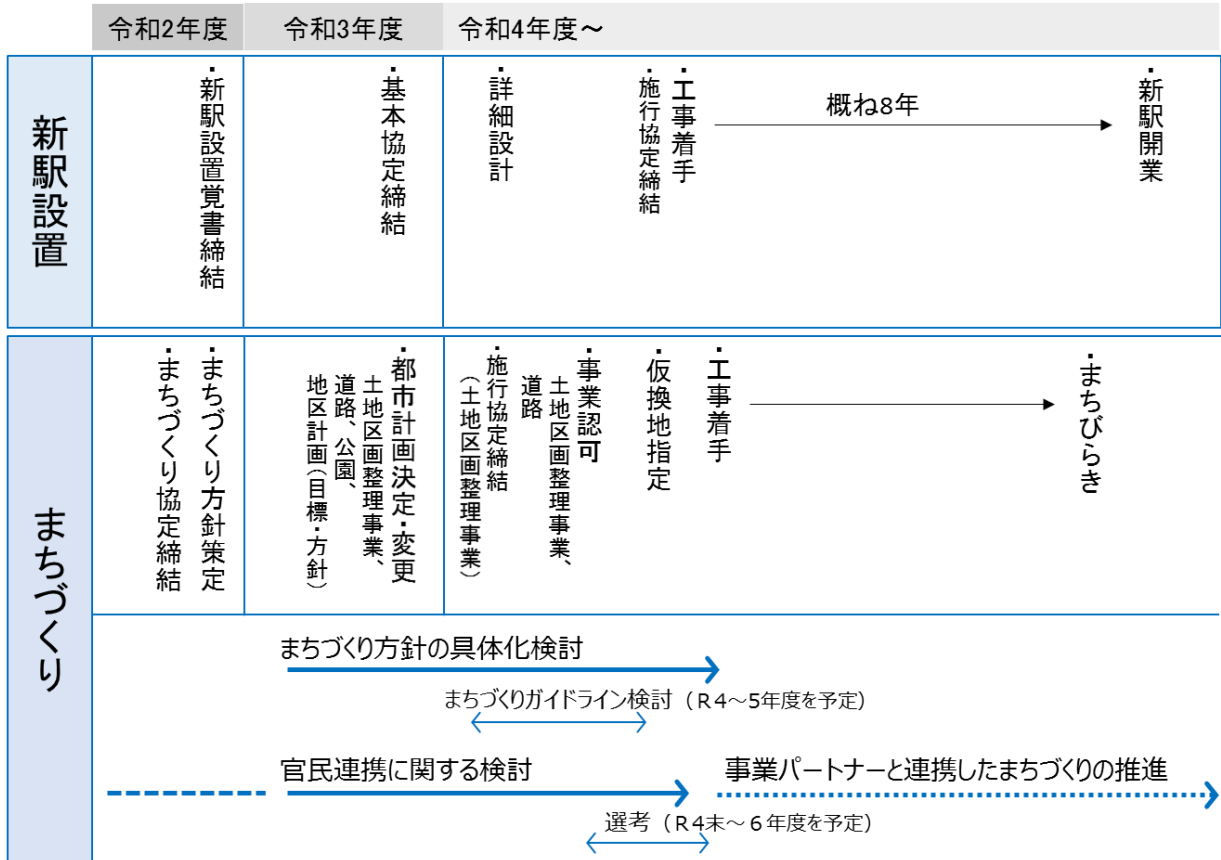 令和2年度
令和3年度
令和4年度～
新駅設置
・新駅設置覚書締結
・基本協定締結
・詳細設計
・工事着手
・施行協定締結
概ね8年
・新駅開業
まちづくり
・まちづくり方針策定
・まちづくり協定締結
・都市計画決定・変更
土地区画整理事業、
道路、公園、
地区計画（目標・方針）
・事業認可
土地区画整理事業、
道路
・施行協定締結
（土地区画整理事業）
・仮換地指定
・工事着手
・まちびらき
まちづくり方針の具体化検討
まちづくりガイドライン検討（R4～5年度を予定）
官民連携に関する検討
事業パートナーと連携したまちづくりの推進
選考（R4末～６年度を予定）